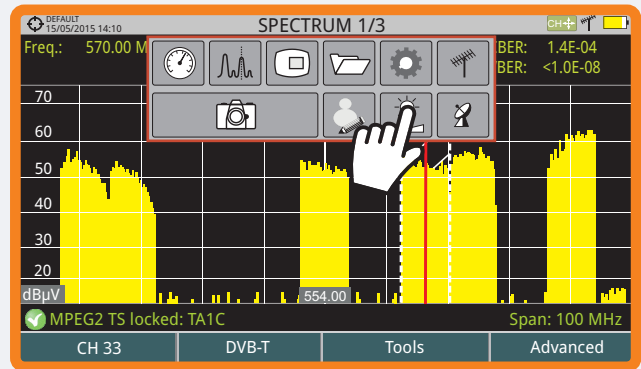 DEFAULT
15/05/2015 14:10
SPECTRUM 1/3
CH
Freq.: 570.00 M
BER: 1.4E-04
BER: <1.0E-08
70
60
50
40
30
20
dBµV
554.00
MPEG2 TS locked: TA1C
Span: 100 MHz
CH 33
DVB-T
Tools
Advanced